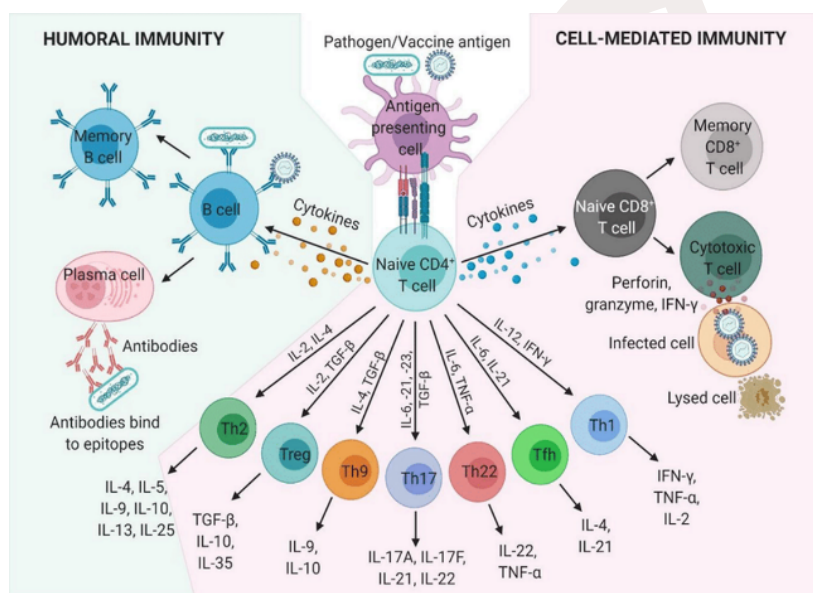 HUMORAL IMMUNITY
Pathogen/Vaccine antigen
CELL-MEDIATED IMMUNITY
Antigen
presenting
cell
Memory
B cell
B cell
Cytokines
Cytokines
Naive CD4⁺
T cell
Naive CD8⁺
T cell
Memory
CD8⁺
T cell
Cytotoxic
T cell
Plasma cell
Antibodies
Antibodies bind
to epitopes
Perforin,
granzyme, IFN-γ
Infected cell
Lysed cell
IL-2, IL-4
IL-2, TGF-β
IL-4, TGF-β
IL-6, -21, -23,
TGF-β
IL-6, TNF-α
IL-6, IL-21
IL-12, IFN-γ
Th2
Treg
Th9
Th17
Th22
Tfh
Th1
IL-4, IL-5,
IL-9, IL-10,
IL-13, IL-25
TGF-β,
IL-10,
IL-35
IL-9,
IL-10
IL-17A, IL-17F,
IL-21, IL-22
IL-22,
TNF-α
IL-4,
IL-21
IFN-γ,
TNF-α,
IL-2